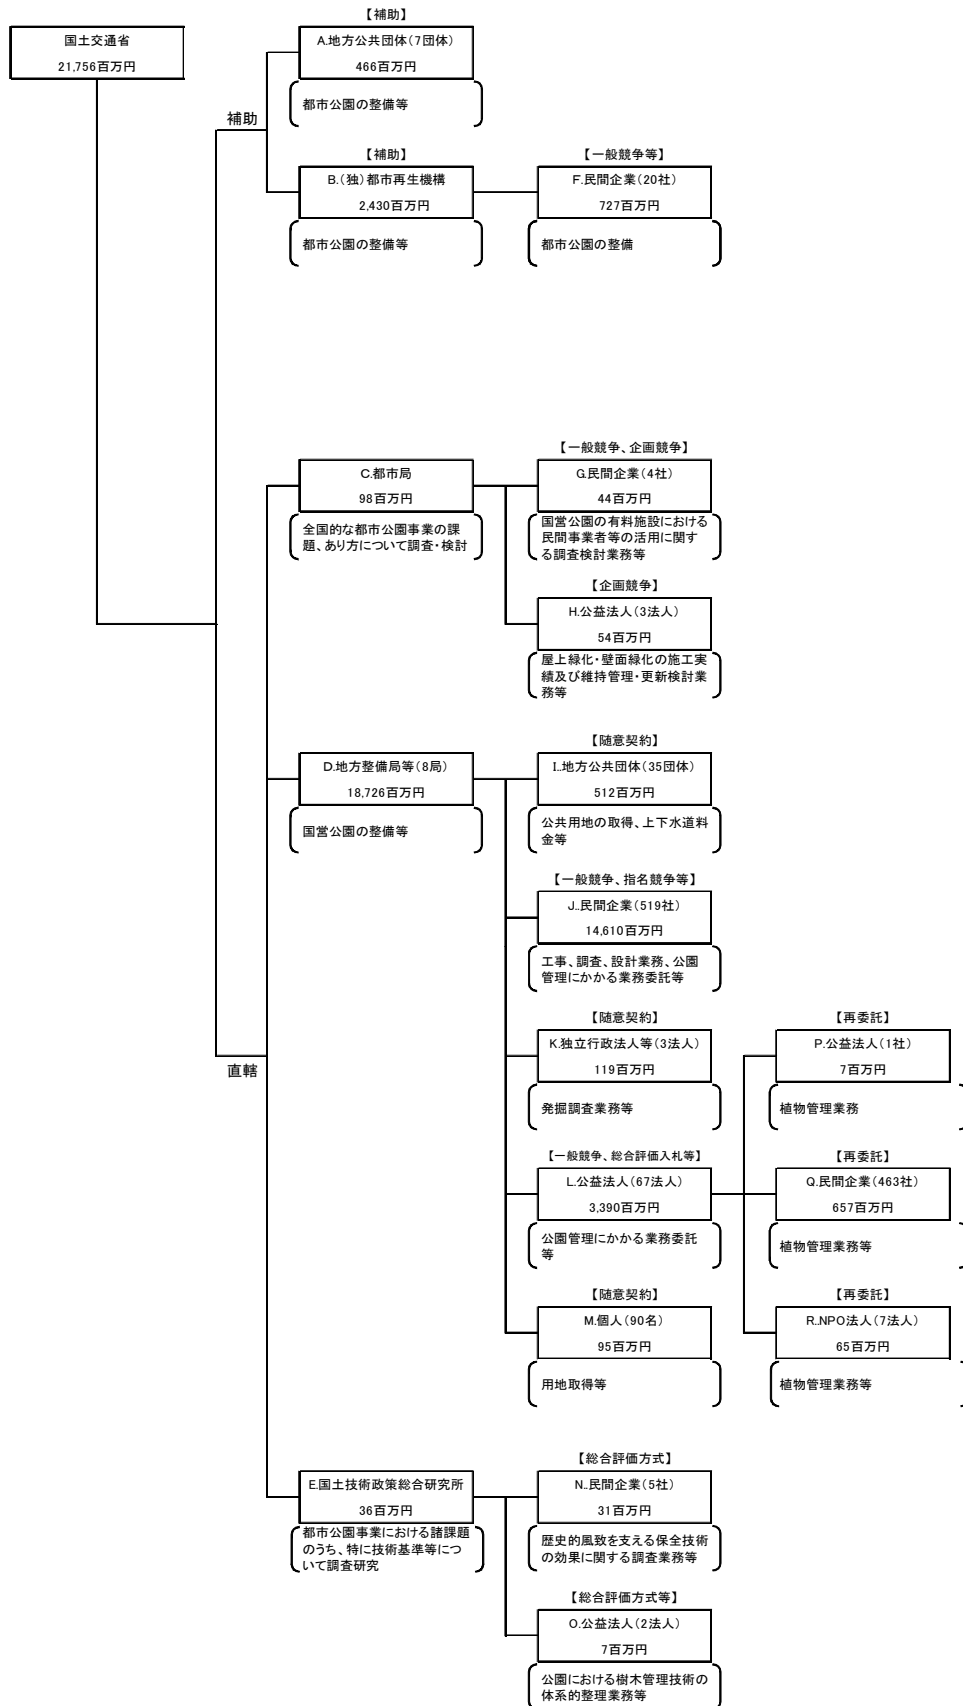 国土交通省
21,756百万円
補助
【補助】
A.地方公共団体(7団体)
466百万円
都市公園の整備等
【補助】
B.(独)都市再生機構
2,430百万円
都市公園の整備等
【一般競争等】
F.民間企業(20社)
727百万円
都市公園の整備
直轄
C.都市局
98百万円
全国的な都市公園事業の課
題、あり方について調査・検討
【一般競争、企画競争】
G.民間企業(4社)
44百万円
国営公園の有料施設における
民間事業者等の活用に関す
る調査検討業務等
【企画競争】
H.公益法人(3法人)
54百万円
屋上緑化・壁面緑化の施工実
績及び維持管理・更新検討業
務等
D.地方整備局等(8局)
18,726百万円
国営公園の整備等
【随意契約】
I..地方公共団体(35団体)
512百万円
公共用地の取得、上下水道料
金等
【一般競争、指名競争等】
J..民間企業(519社)
14,610百万円
工事、調査、設計業務、公園
管理にかかる業務委託等
【随意契約】
K.独立行政法人等(3法人)
119百万円
発掘調査業務等
【一般競争、総合評価入札等】
L.公益法人(67法人)
3,390百万円
公園管理にかかる業務委託
等
【随意契約】
M.個人(90名)
95百万円
用地取得等
【再委託】
P.公益法人(1社)
7百万円
植物管理業務
【再委託】
Q.民間企業(463社)
657百万円
植物管理業務等
【再委託】
R..NPO法人(7法人)
65百万円
植物管理業務等
E.国土技術政策総合研究所
36百万円
都市公園事業における諸課題
のうち、特に技術基準等につ
いて調査研究
【総合評価方式】
N..民間企業(5社)
31百万円
歴史的風致を支える保全技術
の効果に関する調査業務等
【総合評価方式等】
O.公益法人(2法人)
7百万円
公園における樹木管理技術の
体系的整理業務等